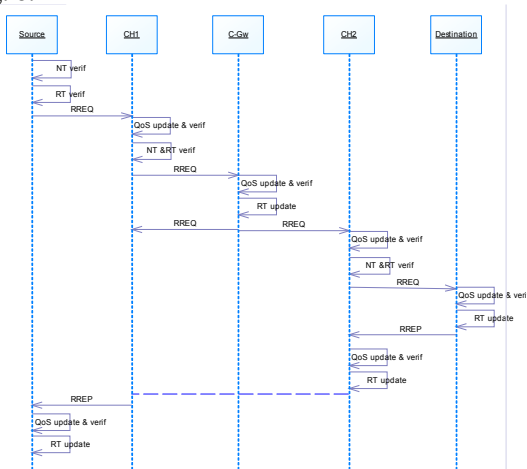 Source
CH1
C-Gw
CH2
Destination
NT verif
RT verif
RREQ
QoS update & verif
NT &RT verif
RREQ
QoS update & verif
RT update
RREQ
RREQ
QoS update & verif
NT &RT verif
RREQ
QoS update & veri
RT update
RREP
QoS update & verif
RT update
RREP
QoS update & verif
RT update